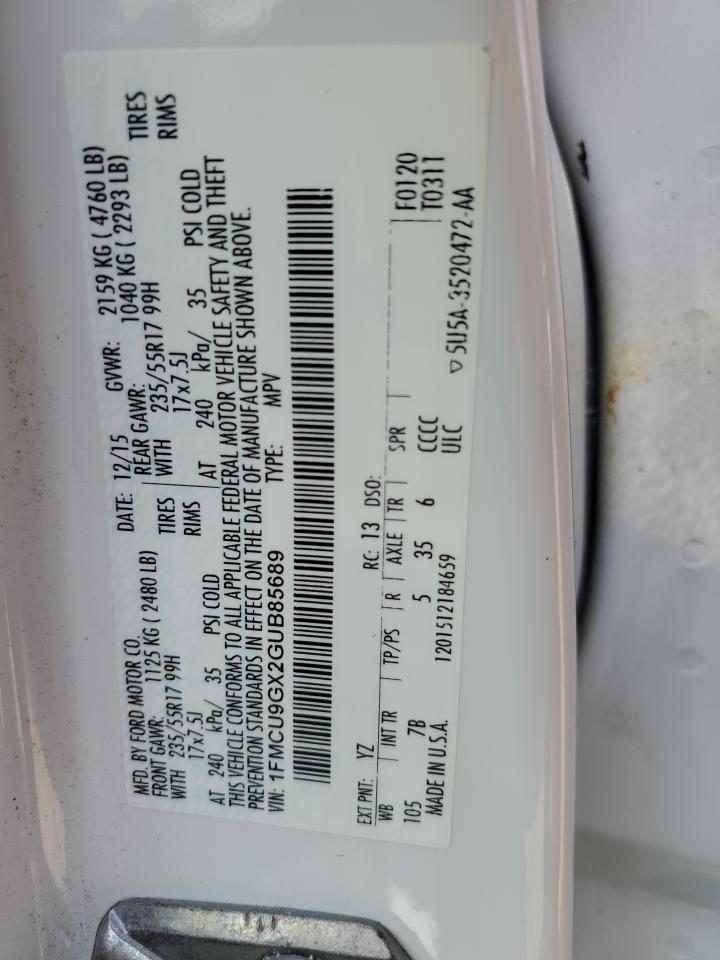 MFD. BY FORD MOTOR CO. DATE: 12/15 GVWR: 2159 KG ( 4760 LB)
FRONT GAWR: 1125 KG ( 2480 LB) REAR GAWR: 1040 KG ( 2293 LB)
WITH 235/55R17 99H TIRES WITH 235/55R17 99H TIRES
17x7.5J RIMS 17x7.5J RIMS
AT 240 kPa/ 35 PSI COLD AT 240 kPa/ 35 PSI COLD
THIS VEHICLE CONFORMS TO ALL APPLICABLE FEDERAL MOTOR VEHICLE SAFETY AND THEFT
PREVENTION STANDARDS IN EFFECT ON THE DATE OF MANUFACTURE SHOWN ABOVE.
VIN: 1FMCU9GX2GUB85689 TYPE: MPV
EXT PNT: YZ RC: 13 DSO:
WB INT TR TP/PS R AXLE TR SPR F0120
105 7B 5 35 6 CCCC T0311
MADE IN U.S.A. 1201512184659 ULC ▽5U5A-3520472-AA